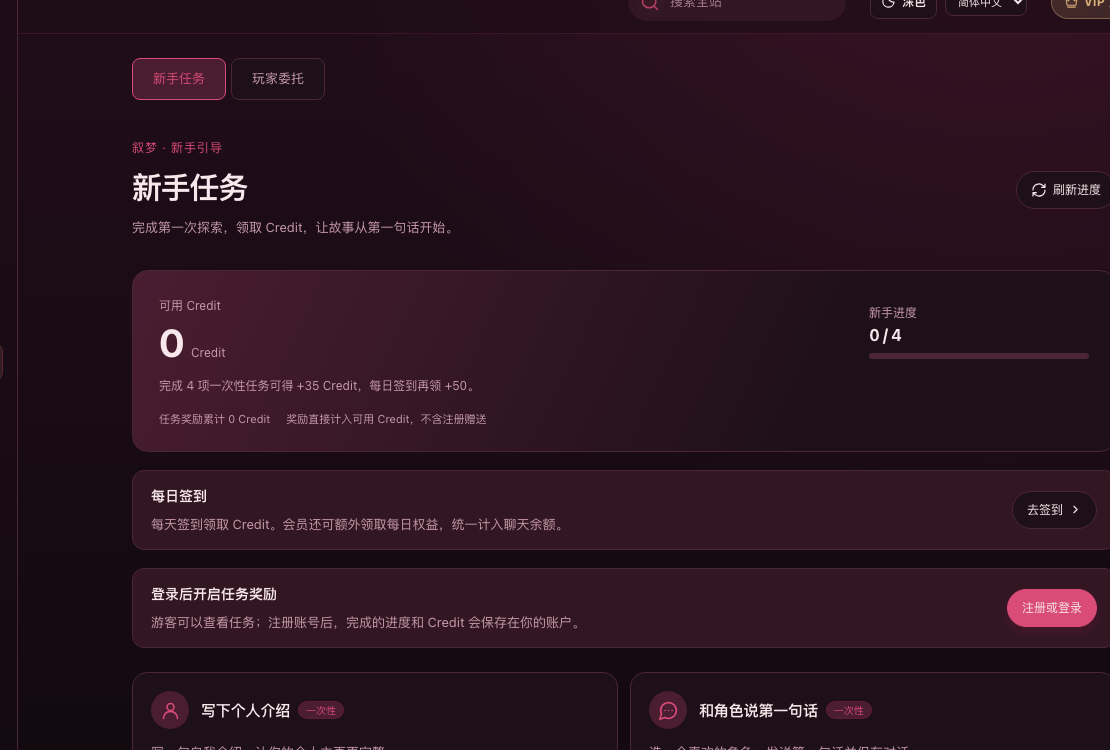 搜索全站
深色
简体中文
VIP
新手任务
玩家委托
叙梦 · 新手引导
新手任务
刷新进度
完成第一次探索，领取 Credit，让故事从第一句话开始。
可用 Credit
0 Credit
新手进度
0 / 4
完成 4 项一次性任务可得 +35 Credit，每日签到再领 +50。
任务奖励累计 0 Credit 奖励直接计入可用 Credit，不含注册赠送
每日签到
每天签到领取 Credit。会员还可额外领取每日权益，统一计入聊天余额。
去签到
登录后开启任务奖励
游客可以查看任务；注册账号后，完成的进度和 Credit 会保存在你的账户。
注册或登录
写下个人介绍 一次性
和角色说第一句话 一次性